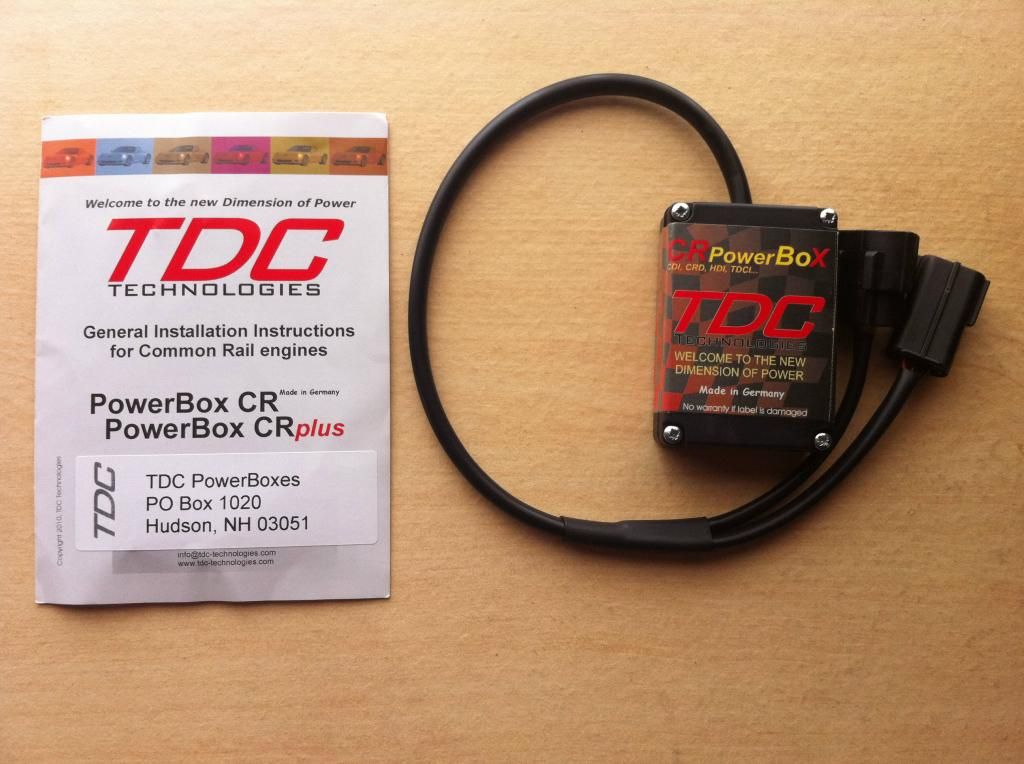 Welcome to the new Dimension of Power
TDC
TECHNOLOGIES
General Installation Instructions
for Common Rail engines
Made in Germany
PowerBox CR
PowerBox CRplus
TDC
TDC PowerBoxes
PO Box 1020
Hudson, NH 03051
Copyright 2010, TDC Technologies
info@tdc-technologies.com
www.tdc-technologies.com
CRPowerBoX
CDI, CRD, HDI, TDCI...
TDC
TECHNOLOGIES
WELCOME TO THE NEW
DIMENSION OF POWER
Made in Germany
No warranty if label is damaged